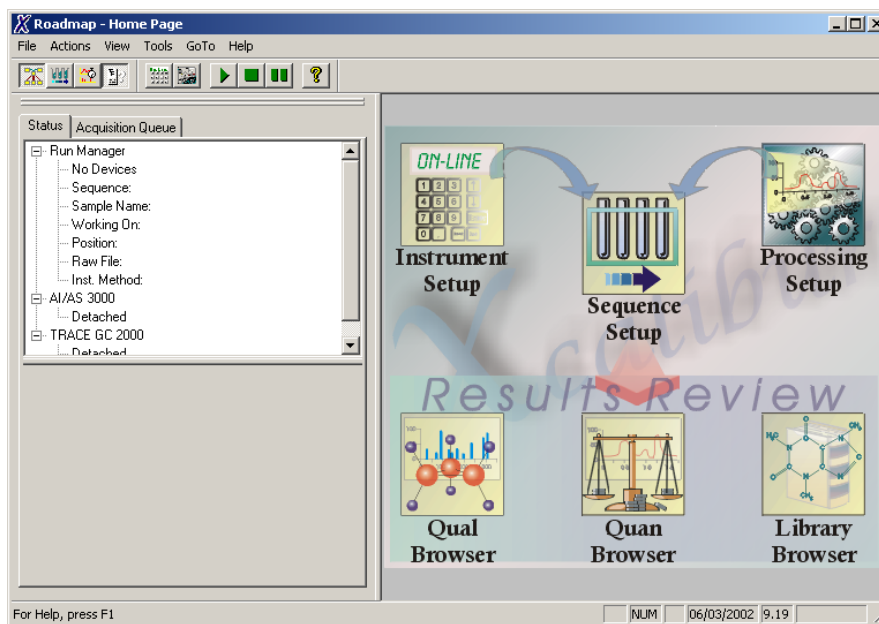 Roadmap - Home Page
File Actions View Tools GoTo Help
Status Acquisition Queue
Run Manager
No Devices
Sequence:
Sample Name:
Working On:
Position:
Raw File:
Inst. Method:
AI/AS 3000
Detached
TRACE GC 2000
Detached
ON-LINE
Instrument
Setup
Sequence
Setup
Processing
Setup
Xcalibur
Results Review
Qual
Browser
Quan
Browser
Library
Browser
For Help, press F1
NUM 06/03/2002 9.19